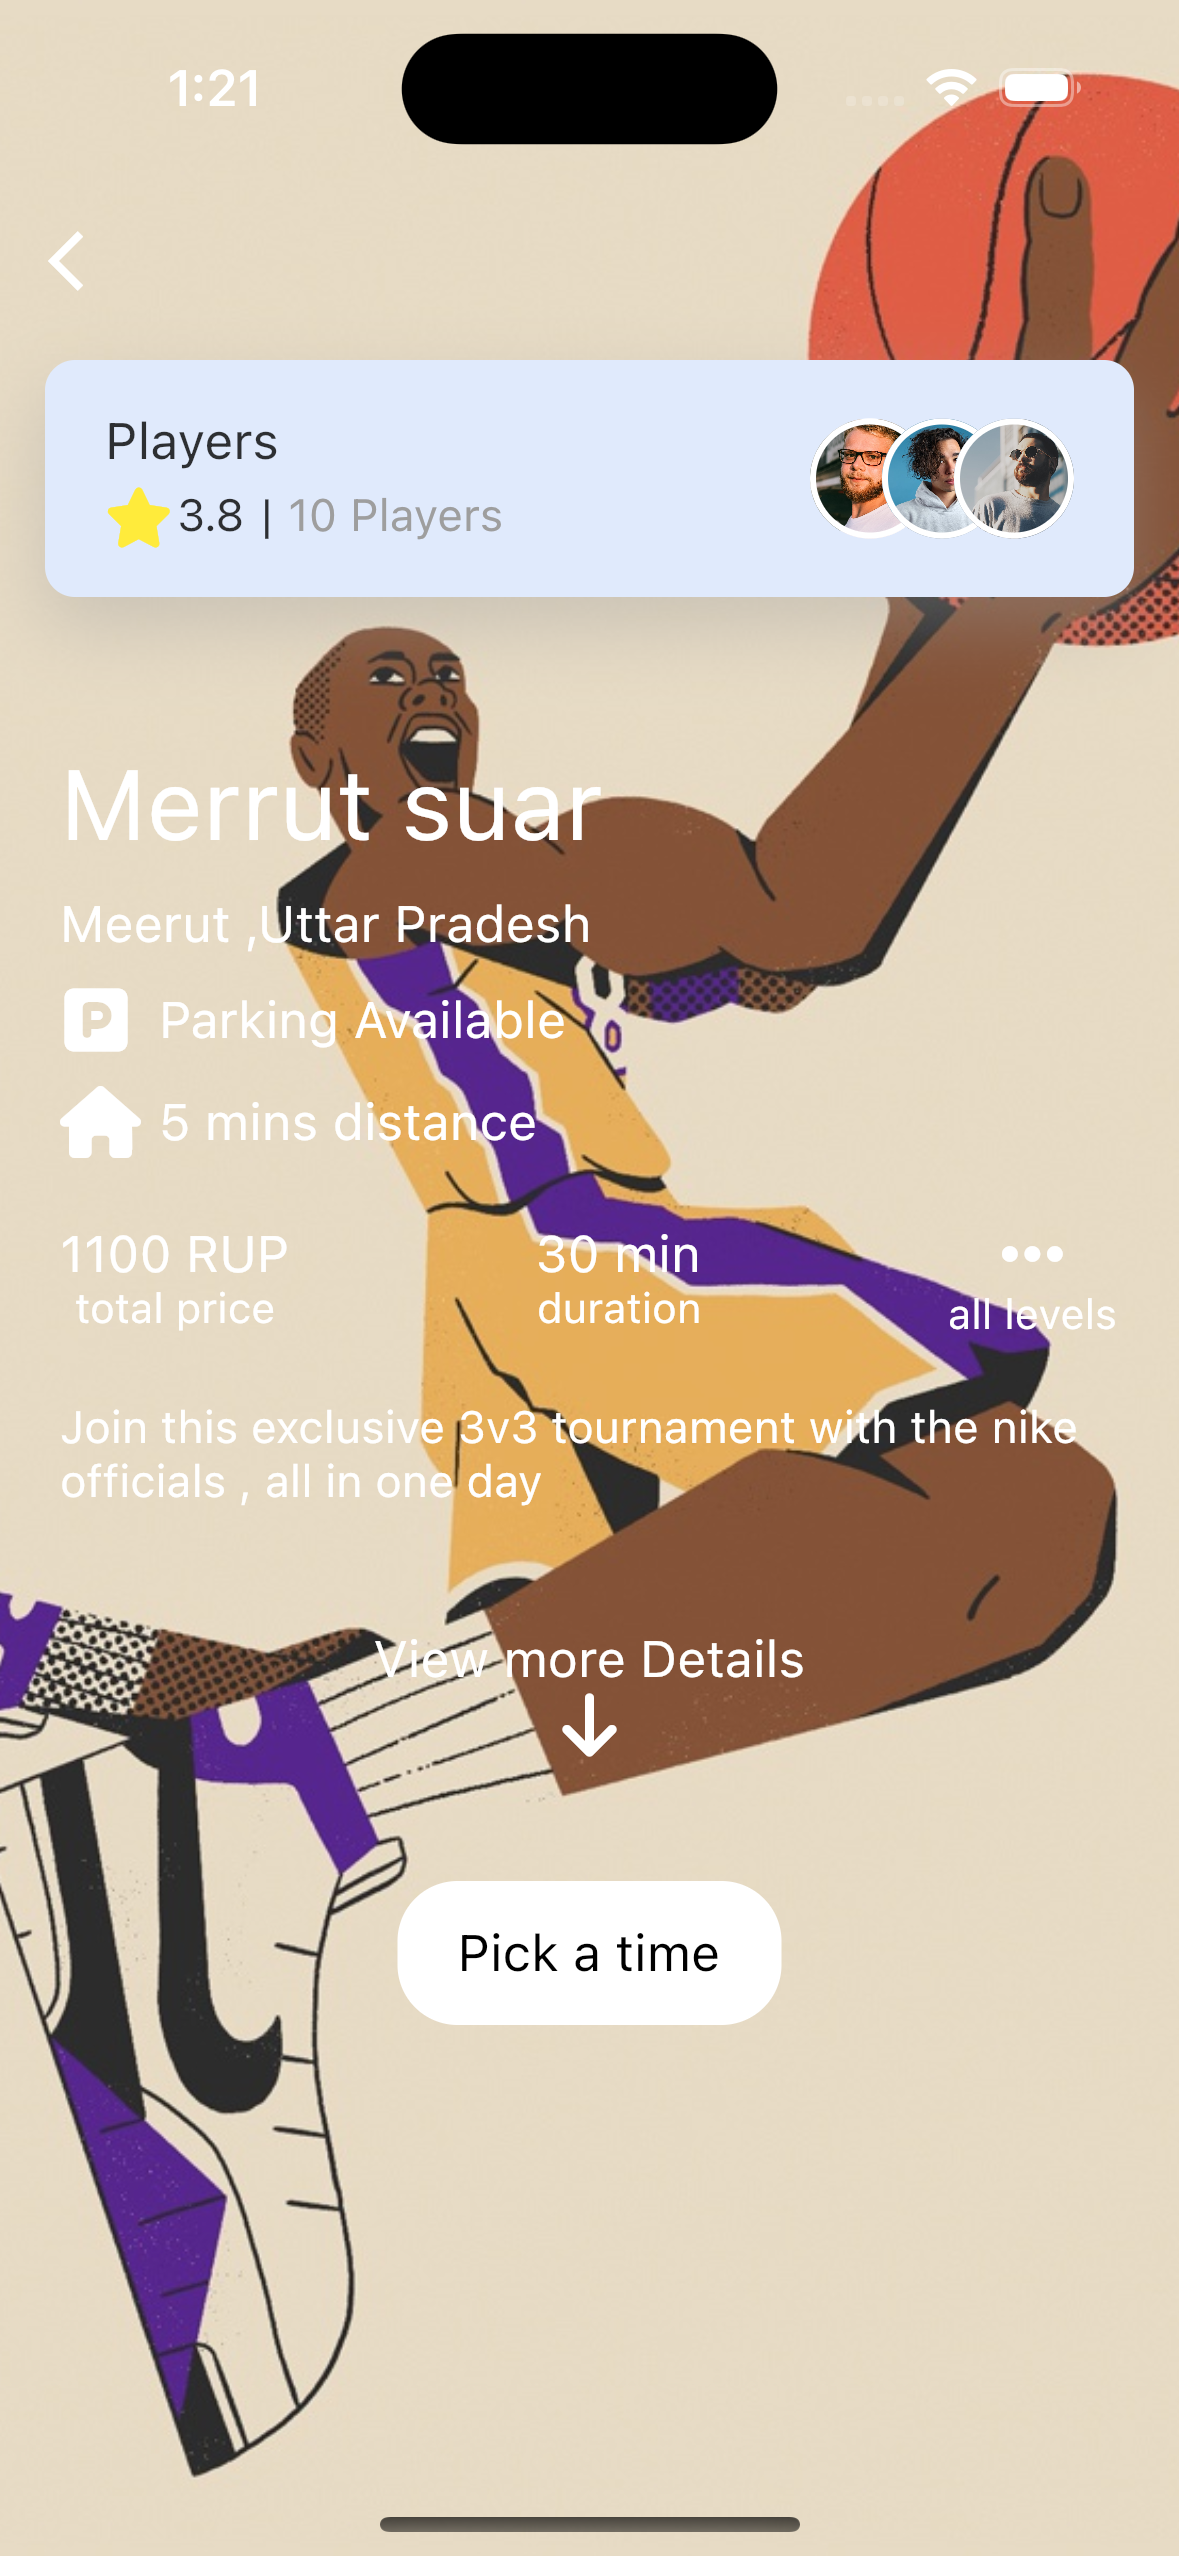 1:21
Players
3.8 | 10 Players
Merrut suar
Meerut ,Uttar Pradesh
P Parking Available
5 mins distance
1100 RUP 30 min •••
total price duration all levels
Join this exclusive 3v3 tournament with the nike
officials , all in one day
View more Details
Pick a time